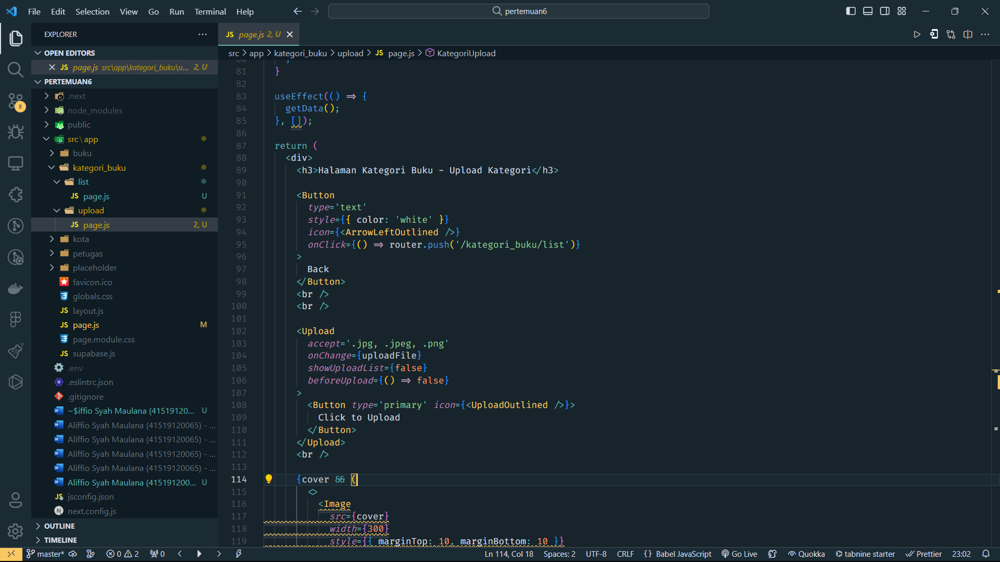 File Edit Selection View Go Run Terminal Help
pertemuan6
EXPLORER
OPEN EDITORS
JS page.js src\app\kategori_buku\u... 2, U
PERTEMUAN6
.next
node_modules
public
src\app
buku
kategori_buku
list
JS page.js U
upload
JS page.js 2, U
kota
petugas
placeholder
favicon.ico
globals.css
JS layout.js
JS page.js M
page.module.css
JS supabase.js
.env
.eslintrc.json
.gitignore
~$iffio Syah Maulana (41519120... U
Aliffio Syah Maulana (41519120065) - ...
Aliffio Syah Maulana (41519120065) - ...
Aliffio Syah Maulana (41519120065) - ...
Aliffio Syah Maulana (41519120065) - ...
Aliffio Syah Maulana (415191200... U
JS jsconfig.json
next.config.js
OUTLINE
TIMELINE
8
JS page.js 2, U
src > app > kategori_buku > upload > JS page.js > KategoriUpload
80 }
81 }
82
83 useEffect(() => {
84 getData();
85 }, []);
86
87 return (
88 <div>
89 <h3>Halaman Kategori Buku - Upload Kategori</h3>
90
91 <Button
92 type='text'
93 style={{ color: 'white' }}
94 icon={<ArrowLeftOutlined />}
95 onClick={() => router.push('/kategori_buku/list')}
96 >
97 Back
98 </Button>
99 <br />
100 <br />
101
102 <Upload
103 accept='.jpg, .jpeg, .png'
104 onChange={uploadFile}
105 showUploadList={false}
106 beforeUpload={() => false}
107 >
108 <Button type='primary' icon={<UploadOutlined />}>
109 Click to Upload
110 </Button>
111 </Upload>
112 <br />
113
114 {cover && (
115 <>
116 <Image
117 src={cover}
118 width={300}
119 style={{ marginTop: 10, marginBottom: 10 }}
master* 0 2 0 Ln 114, Col 18 Spaces: 2 UTF-8 CRLF {} Babel JavaScript Go Live Quokka tabnine starter Prettier 23:02